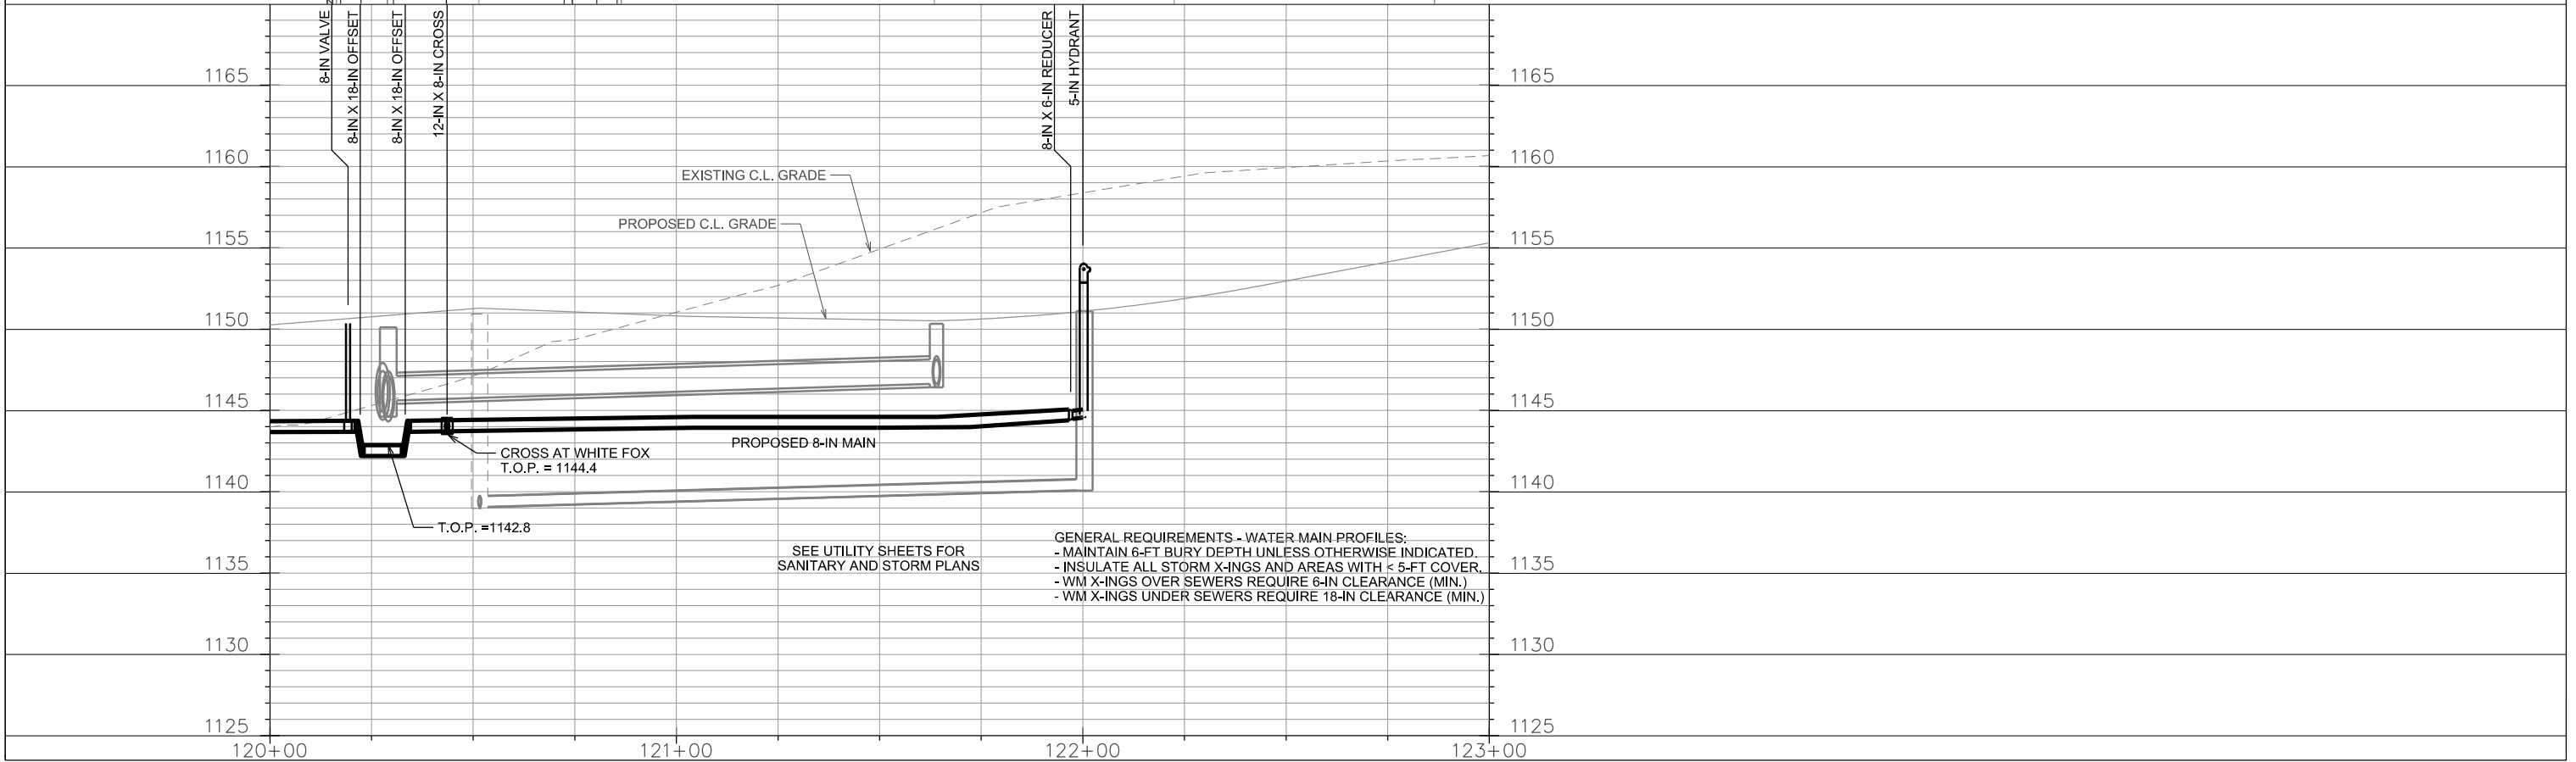 8-IN VALVE
8-IN X 18-IN OFFSET
8-IN X 18-IN OFFSET
12-IN X 8-IN CROSS
8-IN X 6-IN REDUCER
5-IN HYDRANT
1165
1165
1160
1160
EXISTING C.L. GRADE
PROPOSED C.L. GRADE
1155
1155
1150
1150
1145
1145
PROPOSED 8-IN MAIN
CROSS AT WHITE FOX
T.O.P. = 1144.4
1140
1140
T.O.P. =1142.8
SEE UTILITY SHEETS FOR
SANITARY AND STORM PLANS
GENERAL REQUIREMENTS - WATER MAIN PROFILES:
- MAINTAIN 6-FT BURY DEPTH UNLESS OTHERWISE INDICATED.
- INSULATE ALL STORM X-INGS AND AREAS WITH < 5-FT COVER.
- WM X-INGS OVER SEWERS REQUIRE 6-IN CLEARANCE (MIN.)
- WM X-INGS UNDER SEWERS REQUIRE 18-IN CLEARANCE (MIN.)
1135
1135
1130
1130
1125
1125
120+00
121+00
122+00
123+00